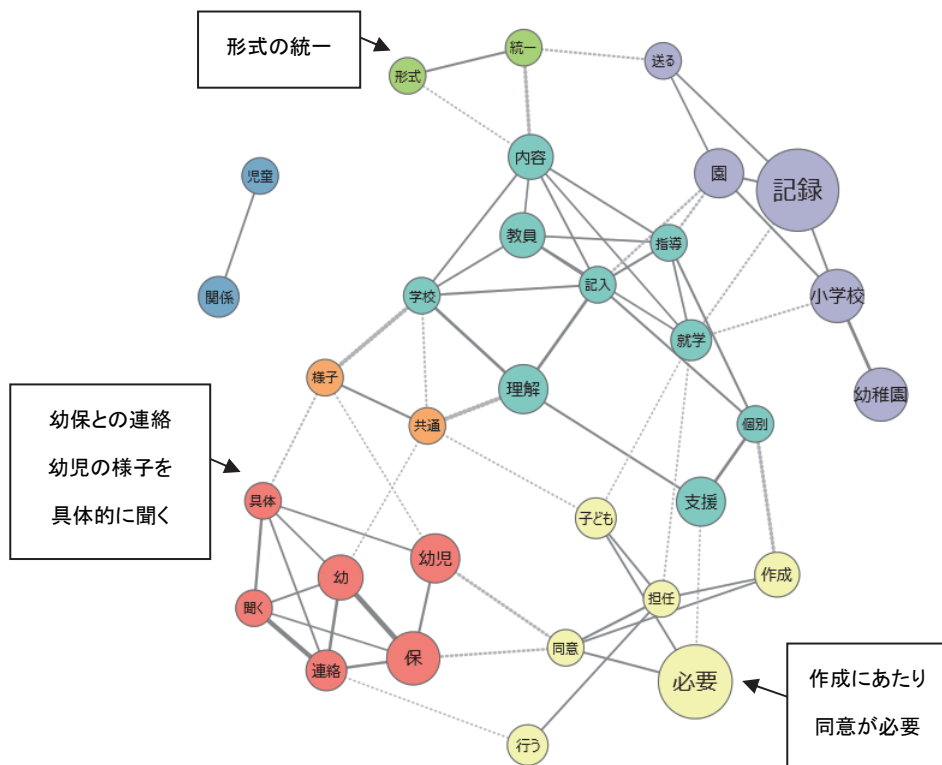 形式の統一
統一
送る
形式
内容
園
記録
児童
教員
指導
記入
学校
小学校
関係
就学
様子
理解
幼稚園
共通
個別
幼保との連絡
幼児の様子を
具体的に聞く
具体
支援
子ども
幼児
幼
作成
担任
聞く
同意
保
連絡
必要
作成にあたり
同意が必要
行う